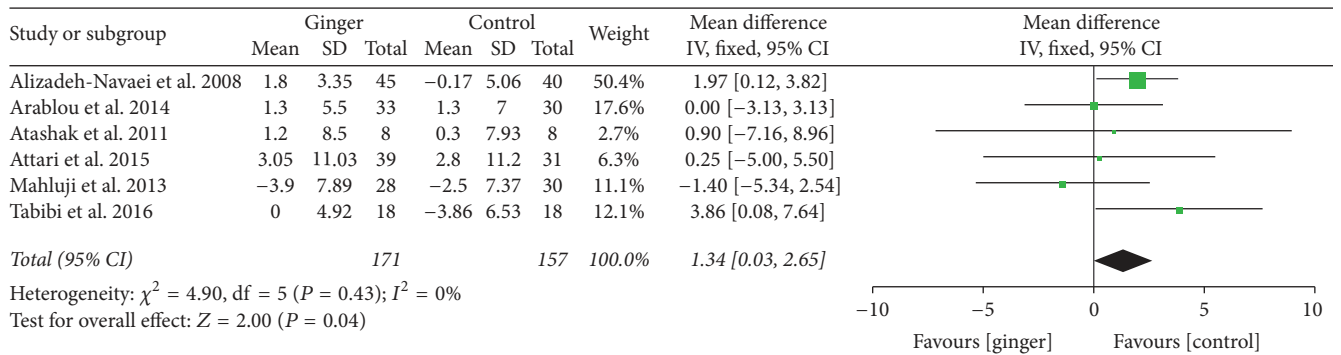 Study or subgroup Ginger Control Weight Mean difference Mean difference
Mean SD Total Mean SD Total IV, fixed, 95% CI IV, fixed, 95% CI
Alizadeh-Navaei et al. 2008 1.8 3.35 45 −0.17 5.06 40 50.4% 1.97 [0.12, 3.82]
Arablou et al. 2014 1.3 5.5 33 1.3 7 30 17.6% 0.00 [−3.13, 3.13]
Atashak et al. 2011 1.2 8.5 8 0.3 7.93 8 2.7% 0.90 [−7.16, 8.96]
Attari et al. 2015 3.05 11.03 39 2.8 11.2 31 6.3% 0.25 [−5.00, 5.50]
Mahluji et al. 2013 −3.9 7.89 28 −2.5 7.37 30 11.1% −1.40 [−5.34, 2.54]
Tabibi et al. 2016 0 4.92 18 −3.86 6.53 18 12.1% 3.86 [0.08, 7.64]
Total (95% CI) 171 157 100.0% 1.34 [0.03, 2.65]
Heterogeneity: χ² = 4.90, df = 5 (P = 0.43); I² = 0%
Test for overall effect: Z = 2.00 (P = 0.04)
−10 −5 0 5 10
Favours [ginger] Favours [control]